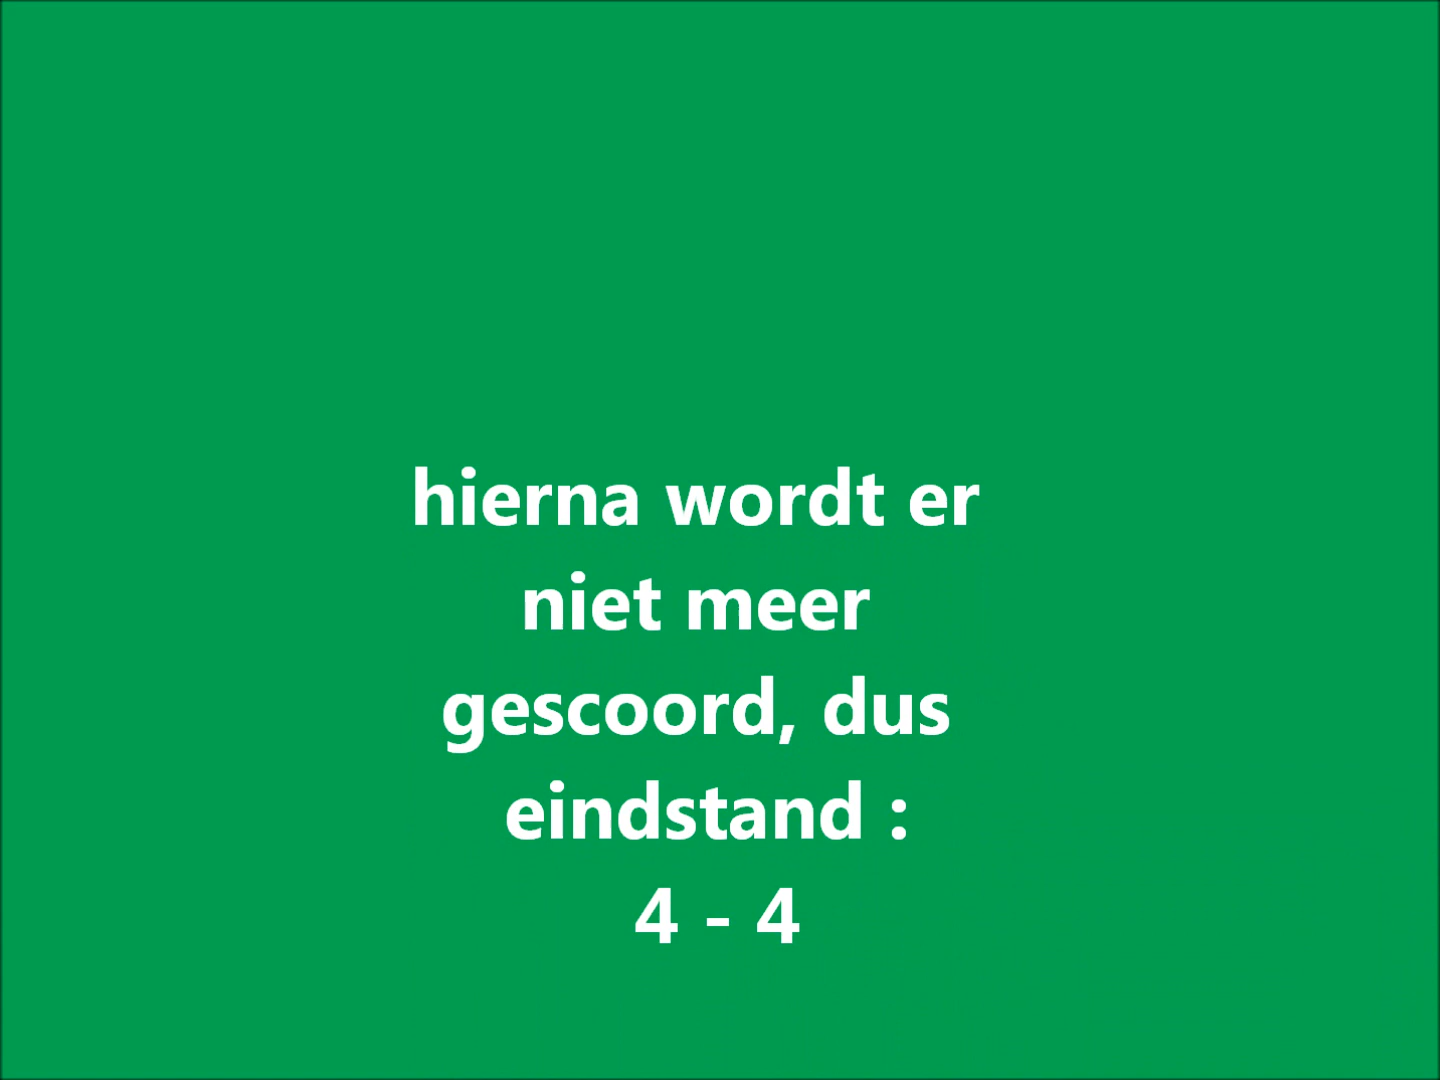 hierna wordt er
niet meer
gescoord, dus
eindstand :
4 - 4